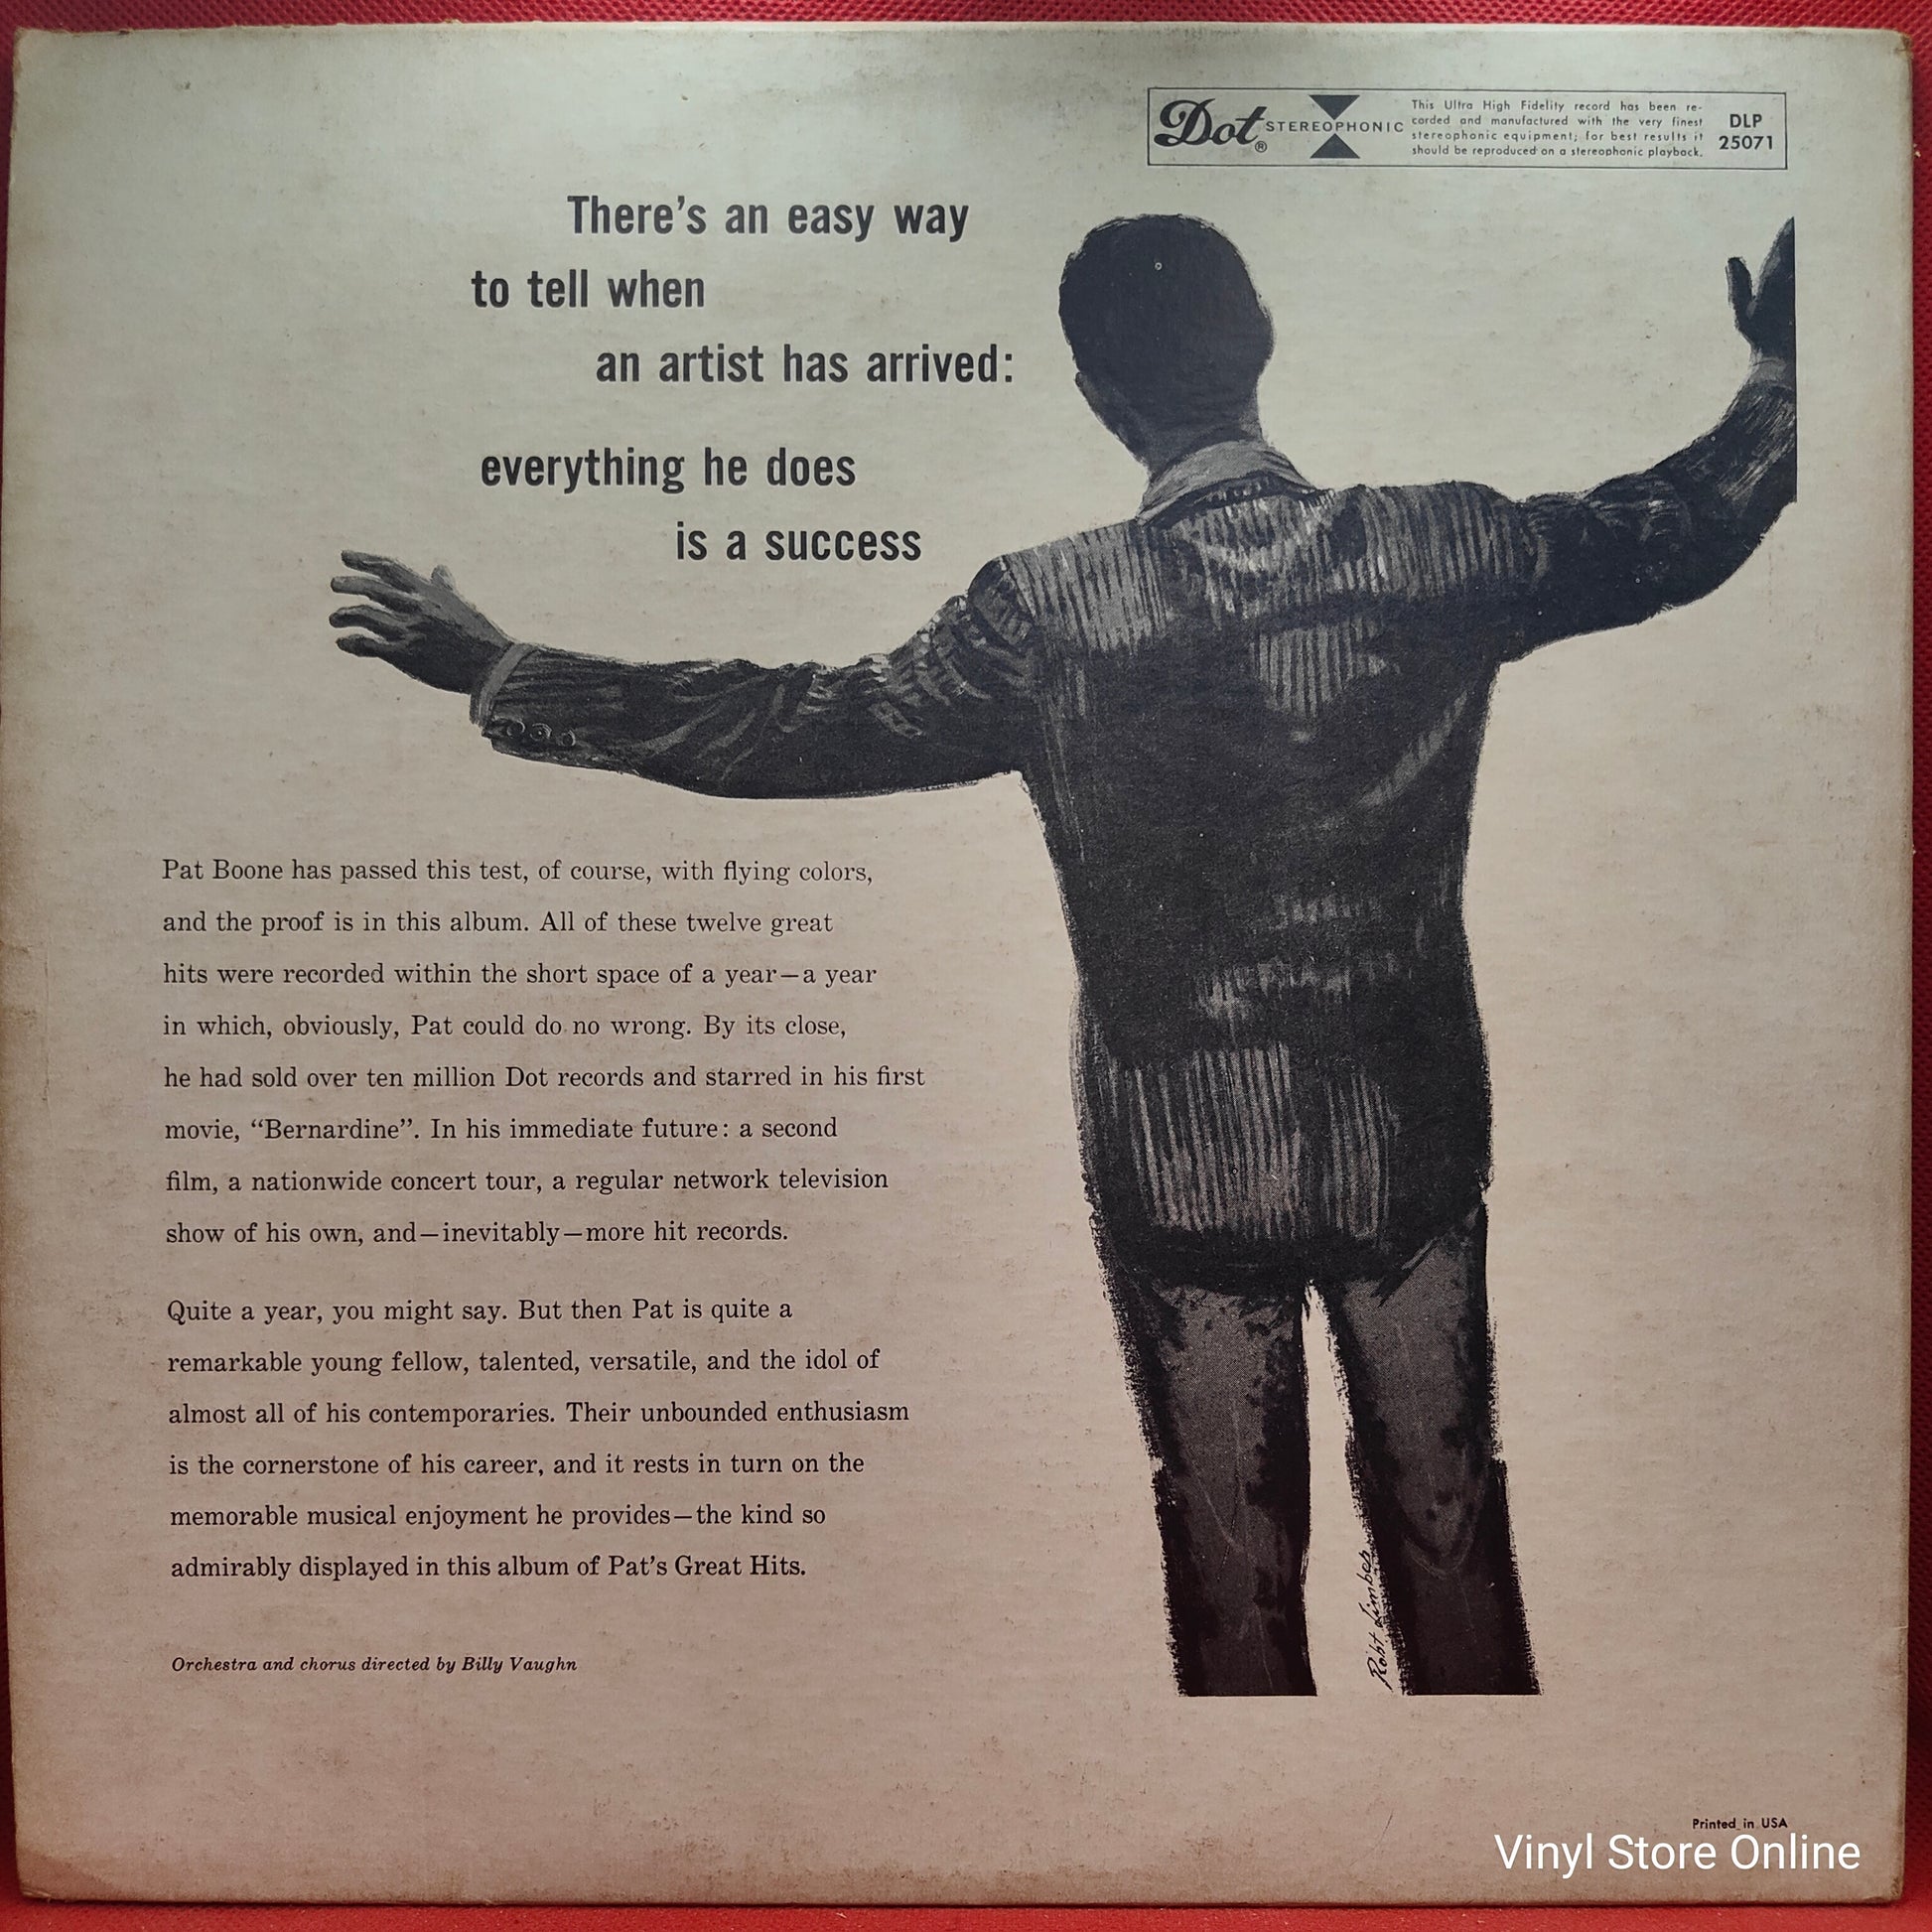 Dot®
STEREOPHONIC
This Ultra High Fidelity record has been re-
corded and manufactured with the very finest
stereophonic equipment; for best results it
should be reproduced on a stereophonic playback.
DLP
25071
There's an easy way
to tell when
an artist has arrived:
everything he does
is a success
Pat Boone has passed this test, of course, with flying colors,
and the proof is in this album. All of these twelve great
hits were recorded within the short space of a year—a year
in which, obviously, Pat could do no wrong. By its close,
he had sold over ten million Dot records and starred in his first
movie, “Bernardine”. In his immediate future: a second
film, a nationwide concert tour, a regular network television
show of his own, and—inevitably—more hit records.
Quite a year, you might say. But then Pat is quite a
remarkable young fellow, talented, versatile, and the idol of
almost all of his contemporaries. Their unbounded enthusiasm
is the cornerstone of his career, and it rests in turn on the
memorable musical enjoyment he provides—the kind so
admirably displayed in this album of Pat's Great Hits.
Orchestra and chorus directed by Billy Vaughn
Printed in USA
Vinyl Store Online